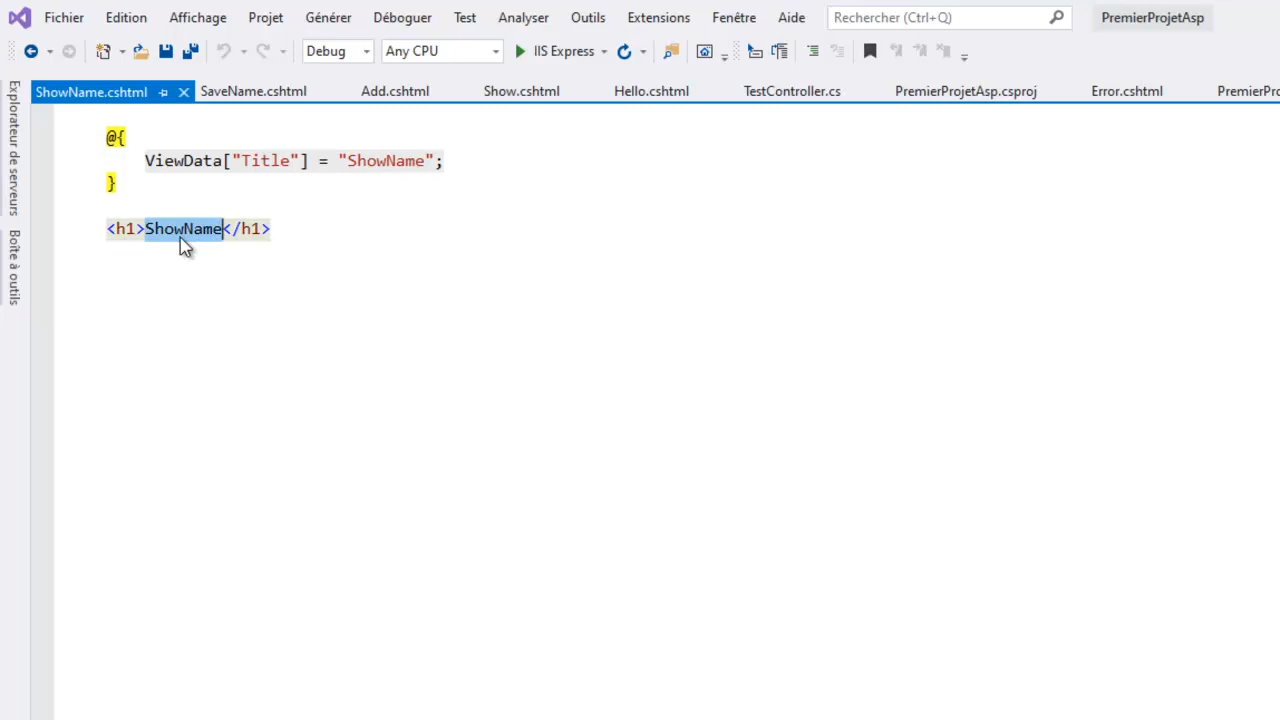 Fichier Edition Affichage Projet Générer Déboguer Test Analyser Outils Extensions Fenêtre Aide Rechercher (Ctrl+Q) PremierProjetAsp
Debug Any CPU IIS Express
ShowName.cshtml SaveName.cshtml Add.cshtml Show.cshtml Hello.cshtml TestController.cs PremierProjetAsp.csproj Error.cshtml
Explorateur de serveurs
Boîte à outils
@{
ViewData["Title"] = "ShowName";
}
<h1>ShowName</h1>